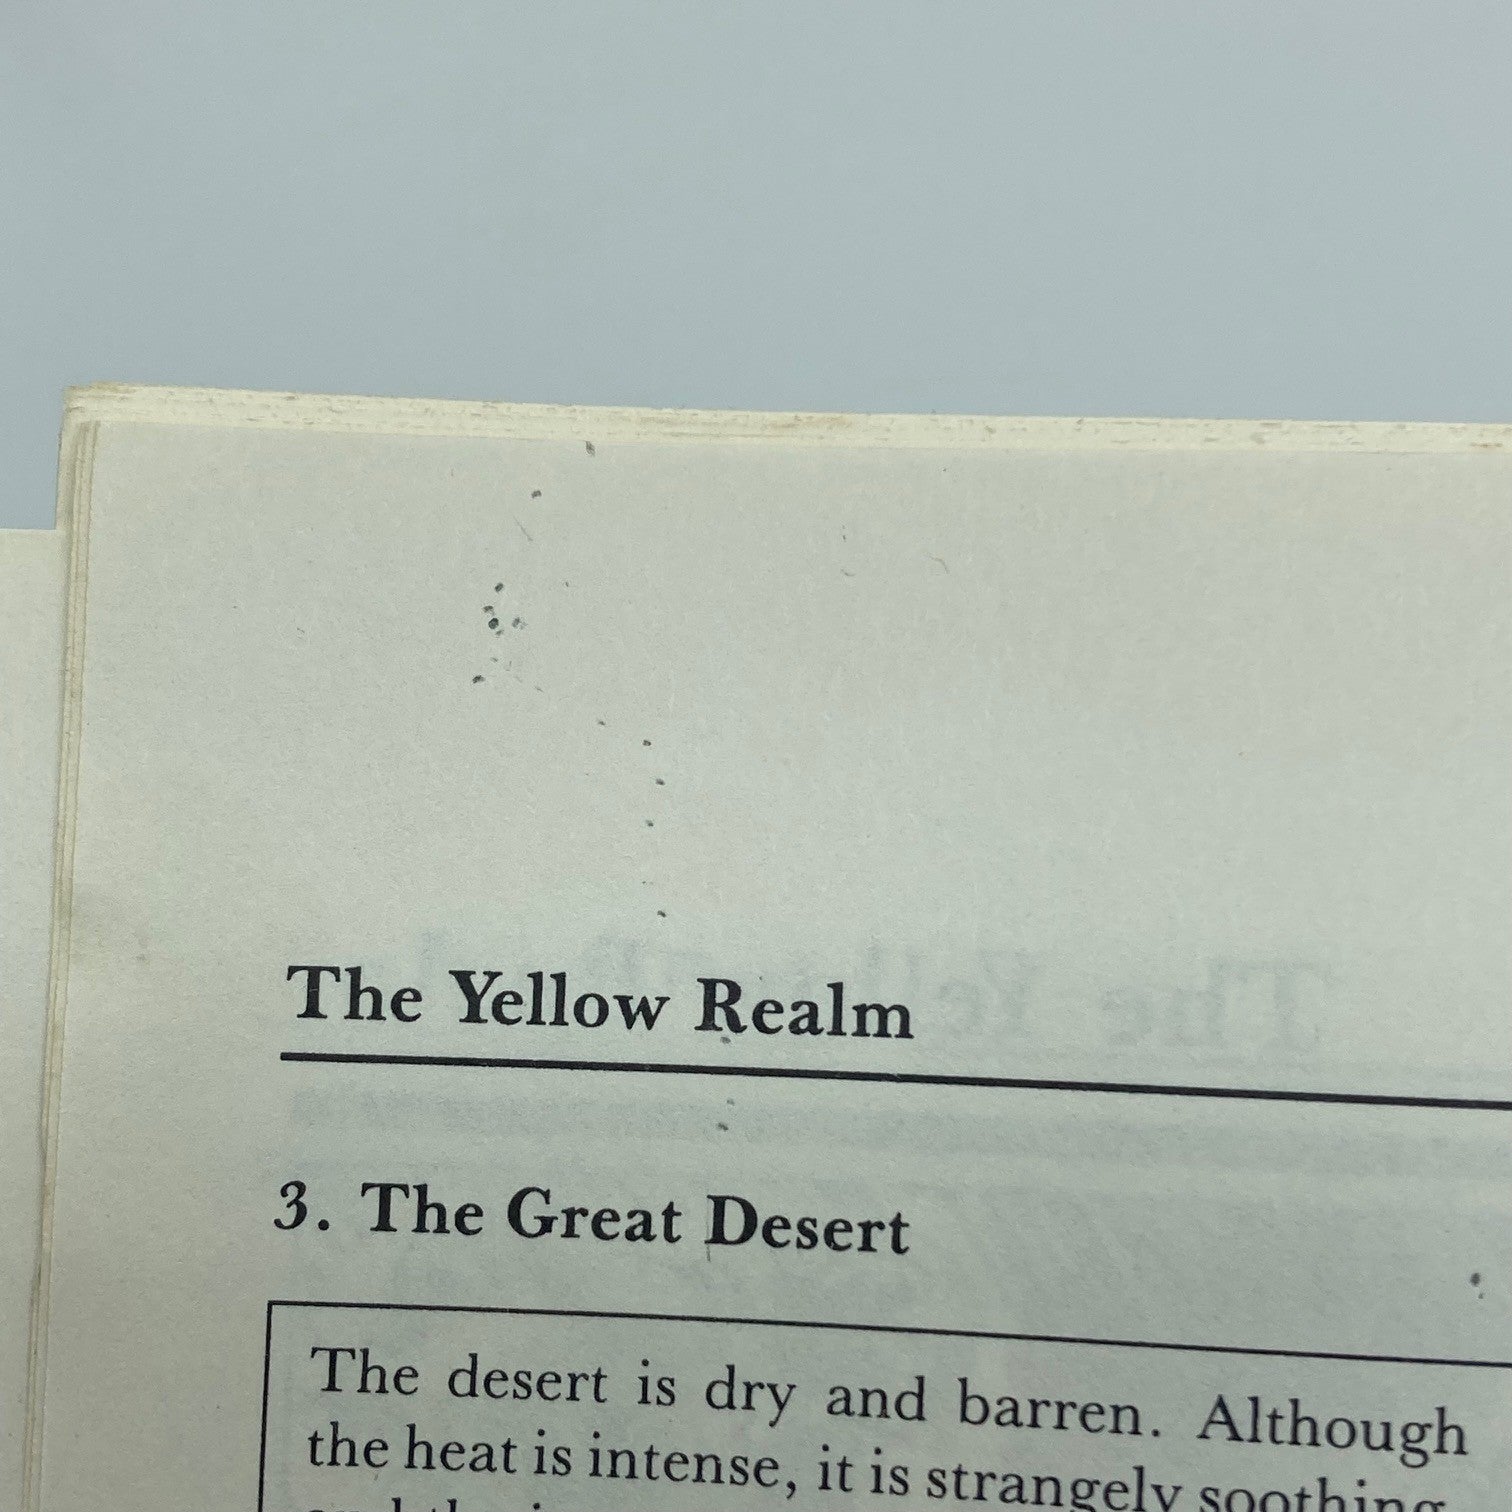 The Yellow Realm
3. The Great Desert
The desert is dry and barren. Although
the heat is intense, it is strangely soothing